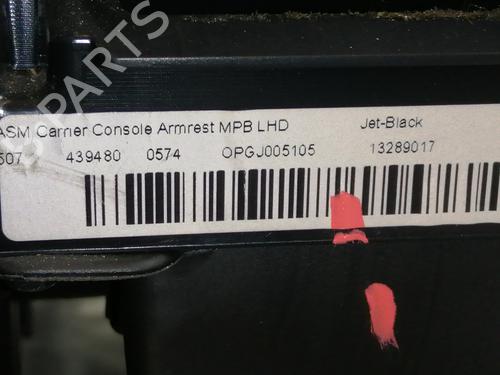 ASM Carrier Console Armrest MPB LHD Jet-Black
507 439480 0574 OPGJ005105 13289017
B-PARTS